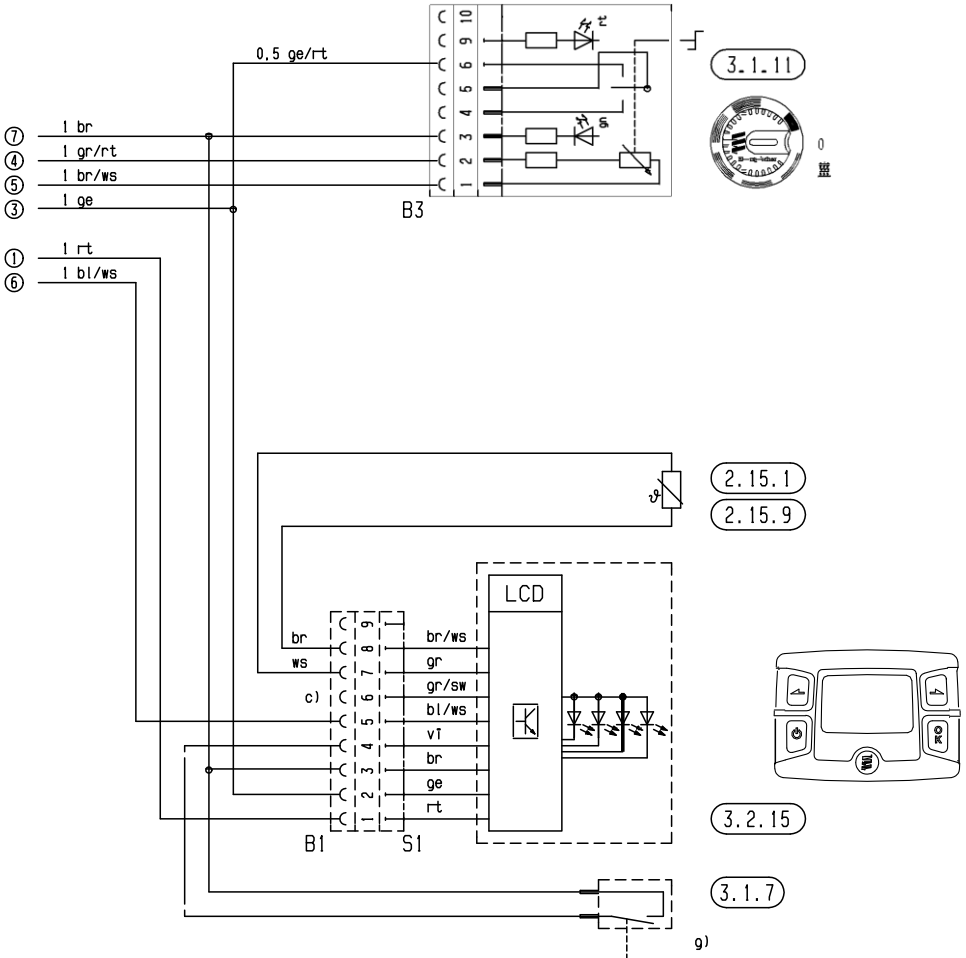 10
9
rt
0,5 ge/rt
6
3.1.11
5
4
7
1 br
3
gn
0
4
1 gr/rt
2
5
1 br/ws
1
3
1 ge
B3
1
1 rt
6
1 bl/ws
2.15.1
2.15.9
LCD
9
br
8
br/ws
ws
7
gr
c)
6
gr/sw
5
bl/ws
4
vi
3
br
2
ge
1
rt
OK
B1
S1
3.2.15
3.1.7
g)